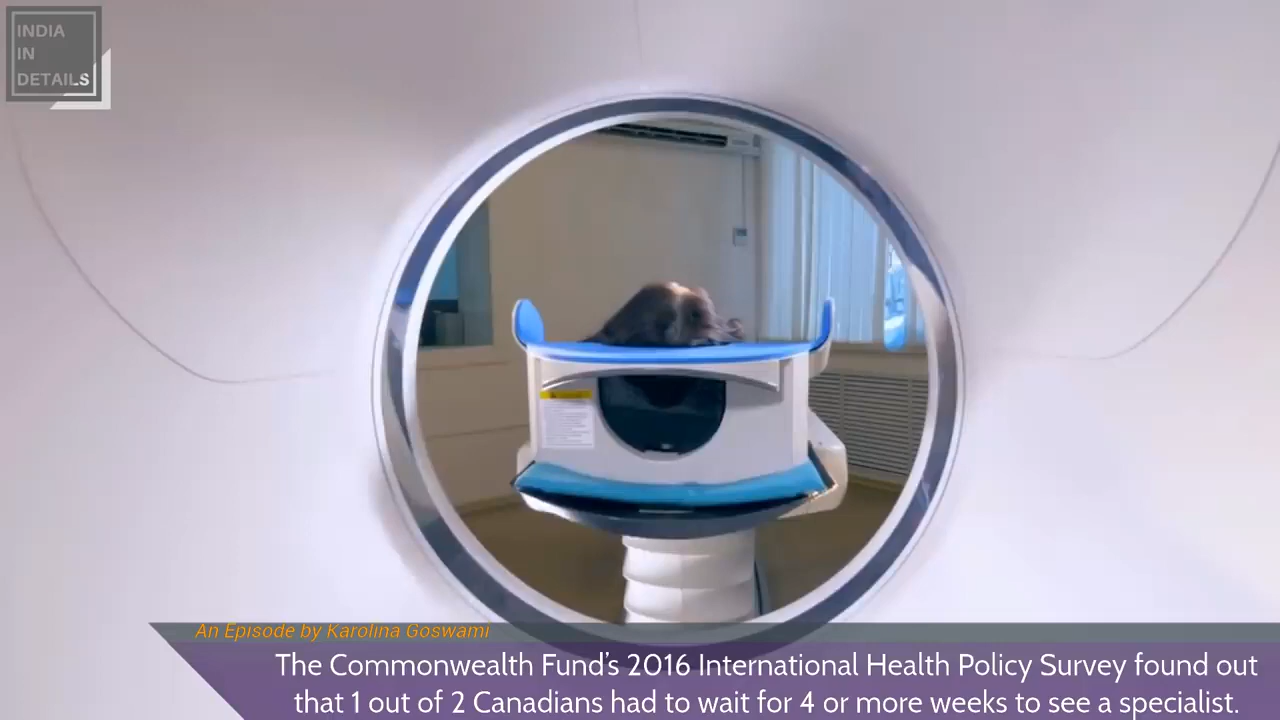 INDIA
IN
DETAILS
An Episode by Karolina Goswami
The Commonwealth Fund's 2016 International Health Policy Survey found out
that 1 out of 2 Canadians had to wait for 4 or more weeks to see a specialist.